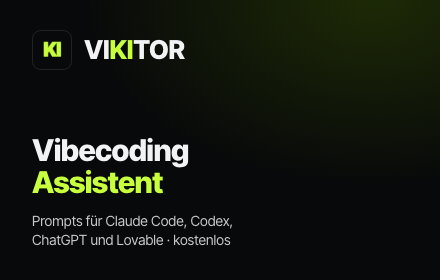 KI VIKITOR
Vibecoding
Assistent
Prompts für Claude Code, Codex,
ChatGPT und Lovable · kostenlos